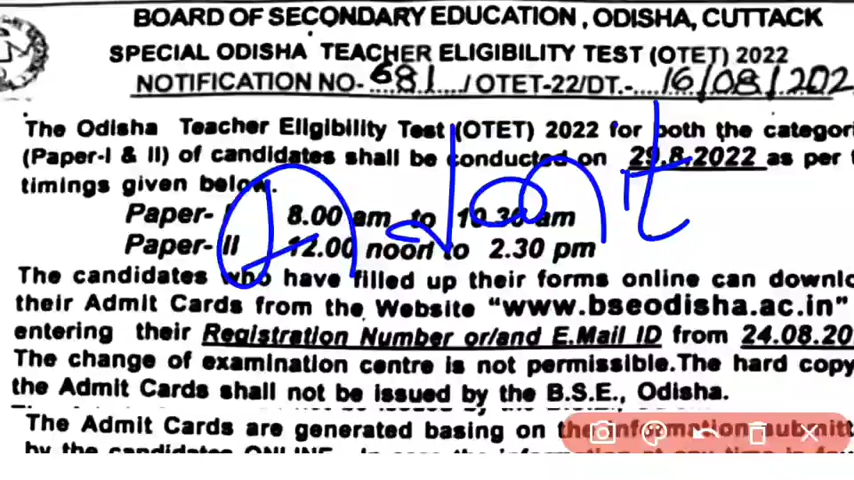 BOARD OF SECONDARY EDUCATION, ODISHA, CUTTACK
SPECIAL ODISHA TEACHER ELIGIBILITY TEST (OTET) 2022
NOTIFICATION NO-...681.../OTET-22/DT.-...16/08/202
The Odisha Teacher Eligibility Test (OTET) 2022 for both the categori
(Paper-I & II) of candidates shall be conducted on 29.8.2022 as per t
timings given below.
Paper- I 8.00 am to 10.30 am
Paper- II 12.00 noon to 2.30 pm
The candidates who have filled up their forms online can downlo
their Admit Cards from the Website "www.bseodisha.ac.in"
entering their Registration Number or/and E.Mail ID from 24.08.20
The change of examination centre is not permissible. The hard copy
the Admit Cards shall not be issued by the B.S.E., Odisha.
The Admit Cards are generated basing on the information submitt
by the candidates ONLINE.